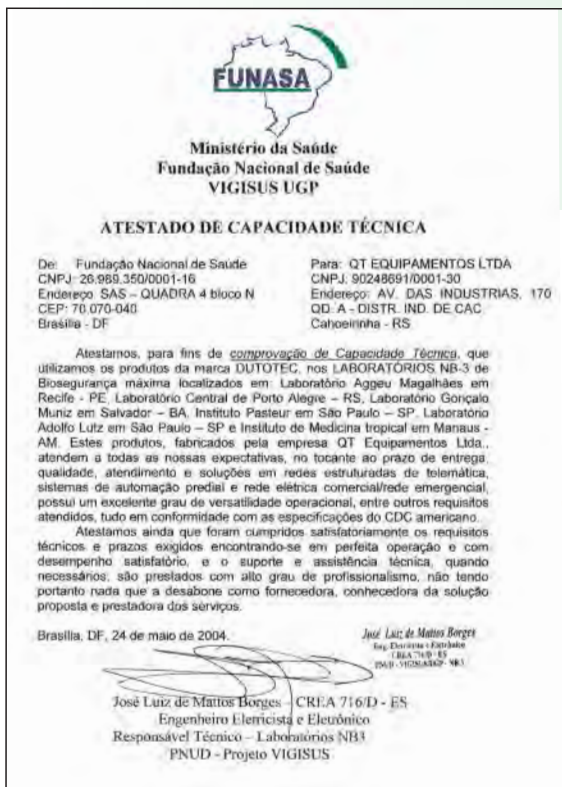 FUNASA
Ministério da Saúde
Fundação Nacional de Saúde
VIGISUS UGP
ATESTADO DE CAPACIDADE TÉCNICA
De: Fundação Nacional de Saúde
CNPJ: 26.989.350/0001-16
Endereço: SAS – QUADRA 4 bloco N
CEP: 70.070-040
Brasília - DF
Para: QT EQUIPAMENTOS LTDA
CNPJ: 90248691/0001-30
Endereço: AV. DAS INDUSTRIAS, 170
QD. A - DISTR. IND. DE CAC
Cahoeirinha - RS
Atestamos, para fins de comprovação de Capacidade Técnica, que
utilizamos os produtos da marca DUTOTEC, nos LABORATÓRIOS NB-3 de
Biosegurança máxima localizados em: Laboratório Aggeu Magalhães em
Recife - PE, Laboratório Central de Porto Alegre – RS, Laboratório Gonçalo
Muniz em Salvador – BA, Instituto Pasteur em São Paulo – SP, Laboratório
Adolfo Lutz em São Paulo – SP e Instituto de Medicina tropical em Manaus -
AM. Estes produtos, fabricados pela empresa QT Equipamentos Ltda.,
atendem a todas as nossas expectativas, no tocante ao prazo de entrega,
qualidade, atendimento e soluções em redes estruturadas de telemática,
sistemas de automação predial e rede elétrica comercial/rede emergencial,
possui um excelente grau de versatilidade operacional, entre outros requisitos
atendidos, tudo em conformidade com as especificações do CDC americano.
Atestamos ainda que foram cumpridos satisfatoriamente os requisitos
técnicos e prazos exigidos encontrando-se em perfeita operação e com
desempenho satisfatório, e o suporte e assistência técnica, quando
necessários, são prestados com alto grau de profissionalismo, não tendo
portanto nada que a desabone como fornecedora, conhecedora da solução
proposta e prestadora dos serviços.
Brasília, DF, 24 de maio de 2004.
José Luiz de Mattos Borges
Eng. Eletricista e Eletrônico
CREA 716/D - ES
PNUD - VIGISUS/UGP - NB3
José Luiz de Mattos Borges – CREA 716/D - ES
Engenheiro Eletricista e Eletrônico
Responsável Técnico – Laboratórios NB3
PNUD - Projeto VIGISUS